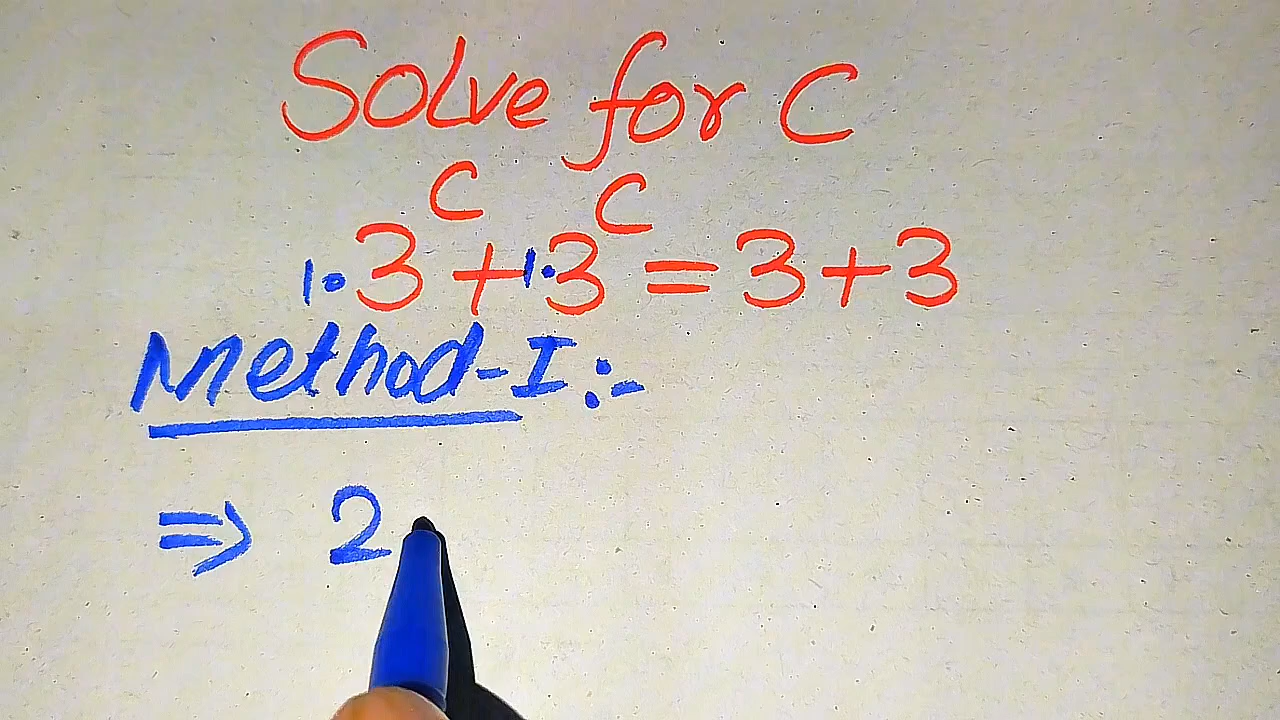 Solve for C
1·3^C + 1·3^C = 3+3
Method-I:-
⇒ 2